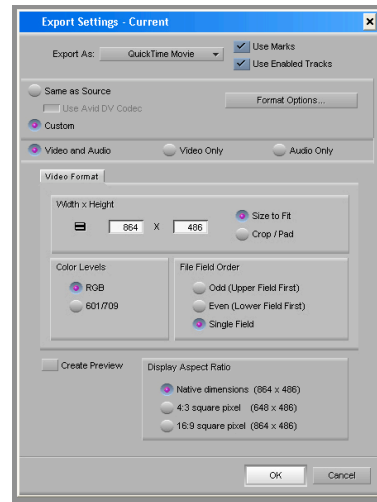 Export Settings - Current
Export As: QuickTime Movie
Use Marks
Use Enabled Tracks
Same as Source
Use Avid DV Codec
Format Options...
Custom
Video and Audio Video Only Audio Only
Video Format
Width x Height
864 X 486
Size to Fit
Crop / Pad
Color Levels
RGB
601/709
File Field Order
Odd (Upper Field First)
Even (Lower Field First)
Single Field
Create Preview
Display Aspect Ratio
Native dimensions (864 x 486)
4:3 square pixel (648 x 486)
16:9 square pixel (864 x 486)
OK Cancel